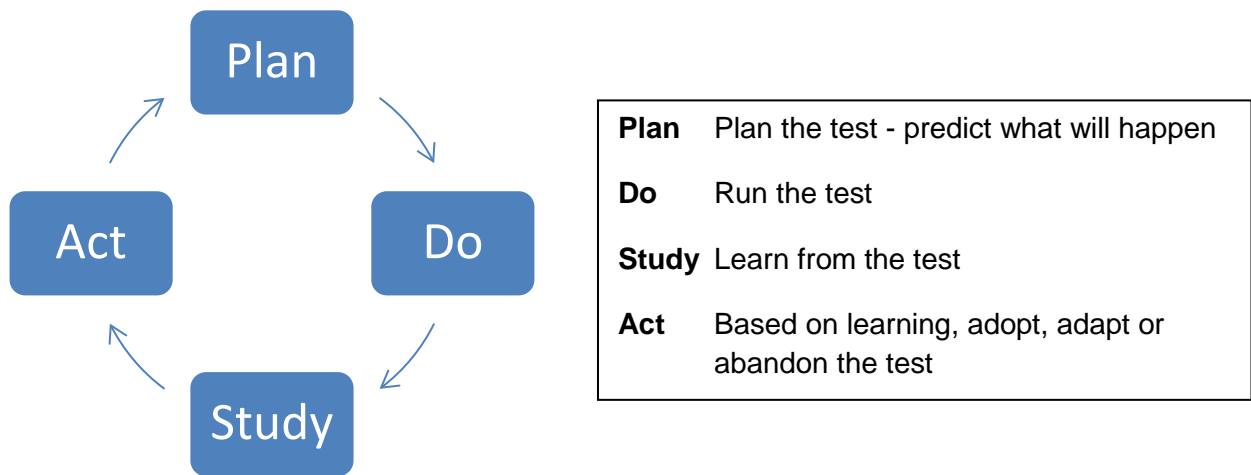 Plan
Act
Do
Study
Plan Plan the test - predict what will happen
Do Run the test
Study Learn from the test
Act Based on learning, adopt, adapt or
abandon the test